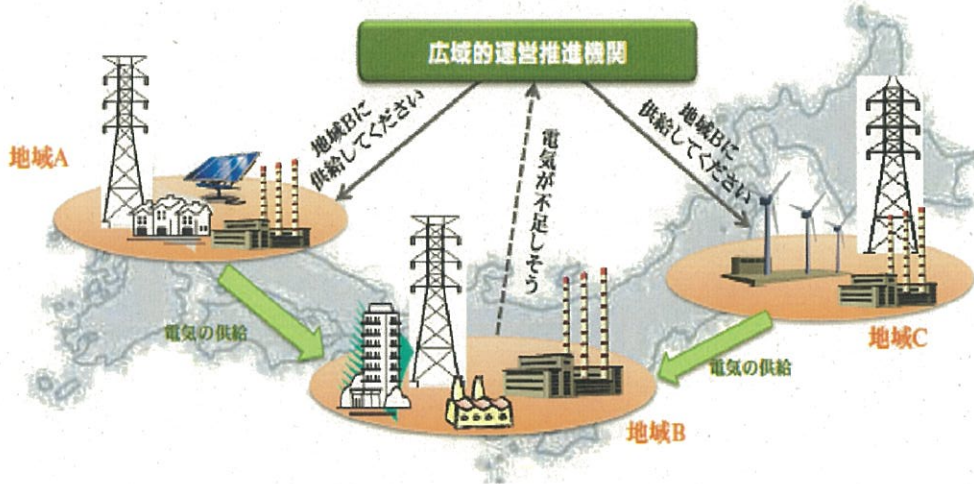 広域的運営推進機関
地域A
地域Bに
供給してください
電気が不足しそう
地域Bに
供給してください
電気の供給
電気の供給
地域C
地域B